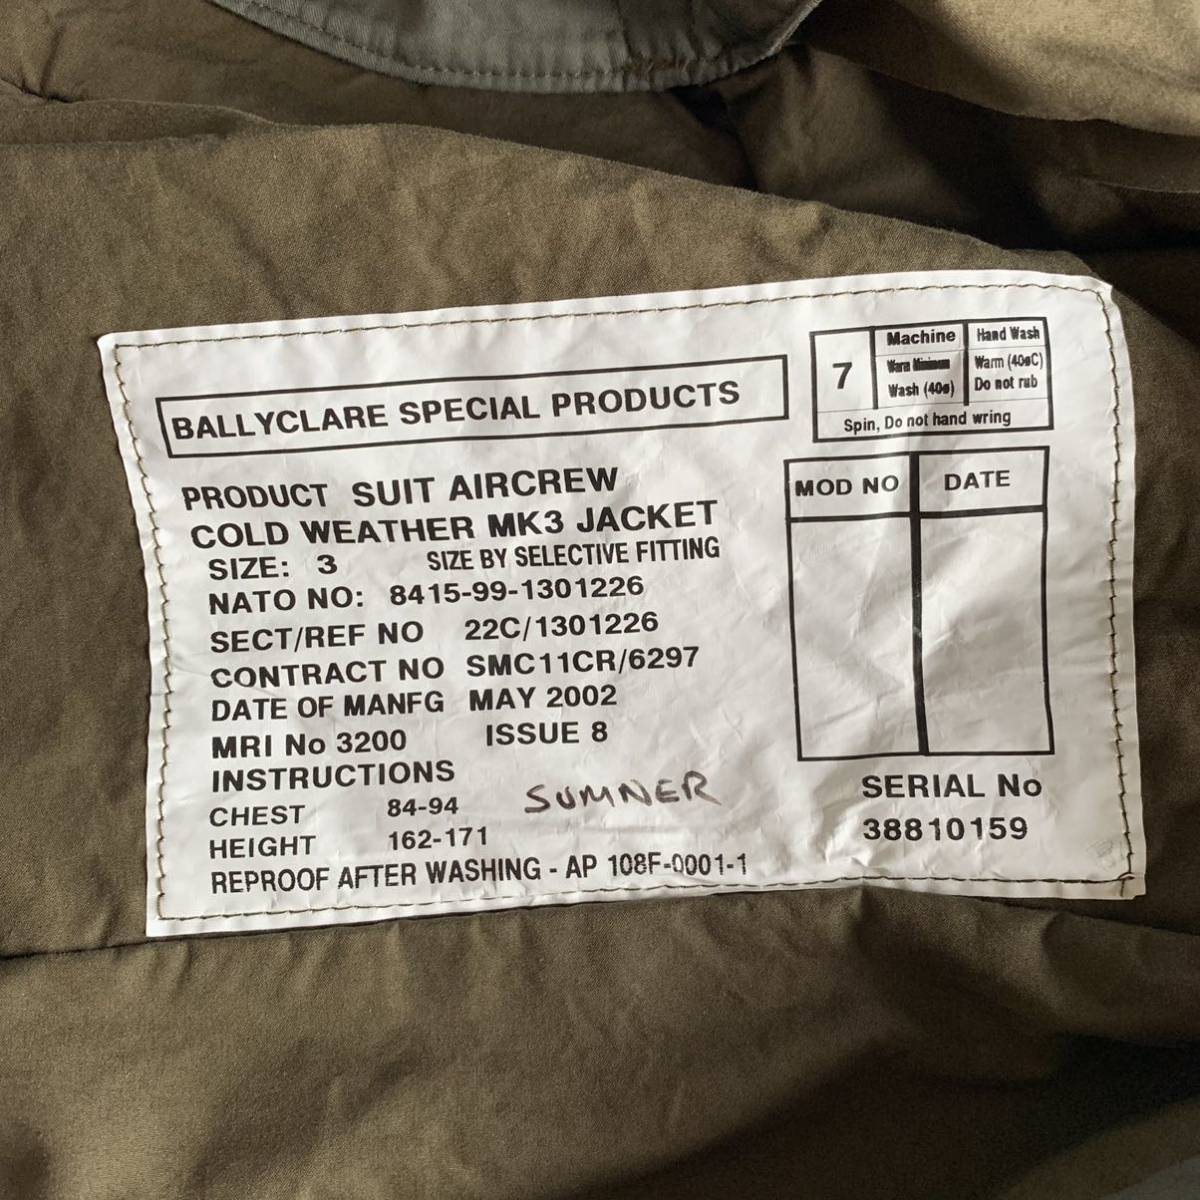 BALLYCLARE SPECIAL PRODUCTS
PRODUCT SUIT AIRCREW
COLD WEATHER MK3 JACKET
SIZE: 3 SIZE BY SELECTIVE FITTING
NATO NO: 8415-99-1301226
SECT/REF NO 22C/1301226
CONTRACT NO SMC11CR/6297
DATE OF MANFG MAY 2002
MRI No 3200 ISSUE 8
INSTRUCTIONS
CHEST 84-94
SUMNER
HEIGHT 162-171
REPROOF AFTER WASHING - AP 108F-0001-1
7
Machine
Warm Minimum
Wash (40º)
Hand Wash
Warm (40ºC)
Do not rub
Spin, Do not hand wring
MOD NO DATE
SERIAL No
38810159